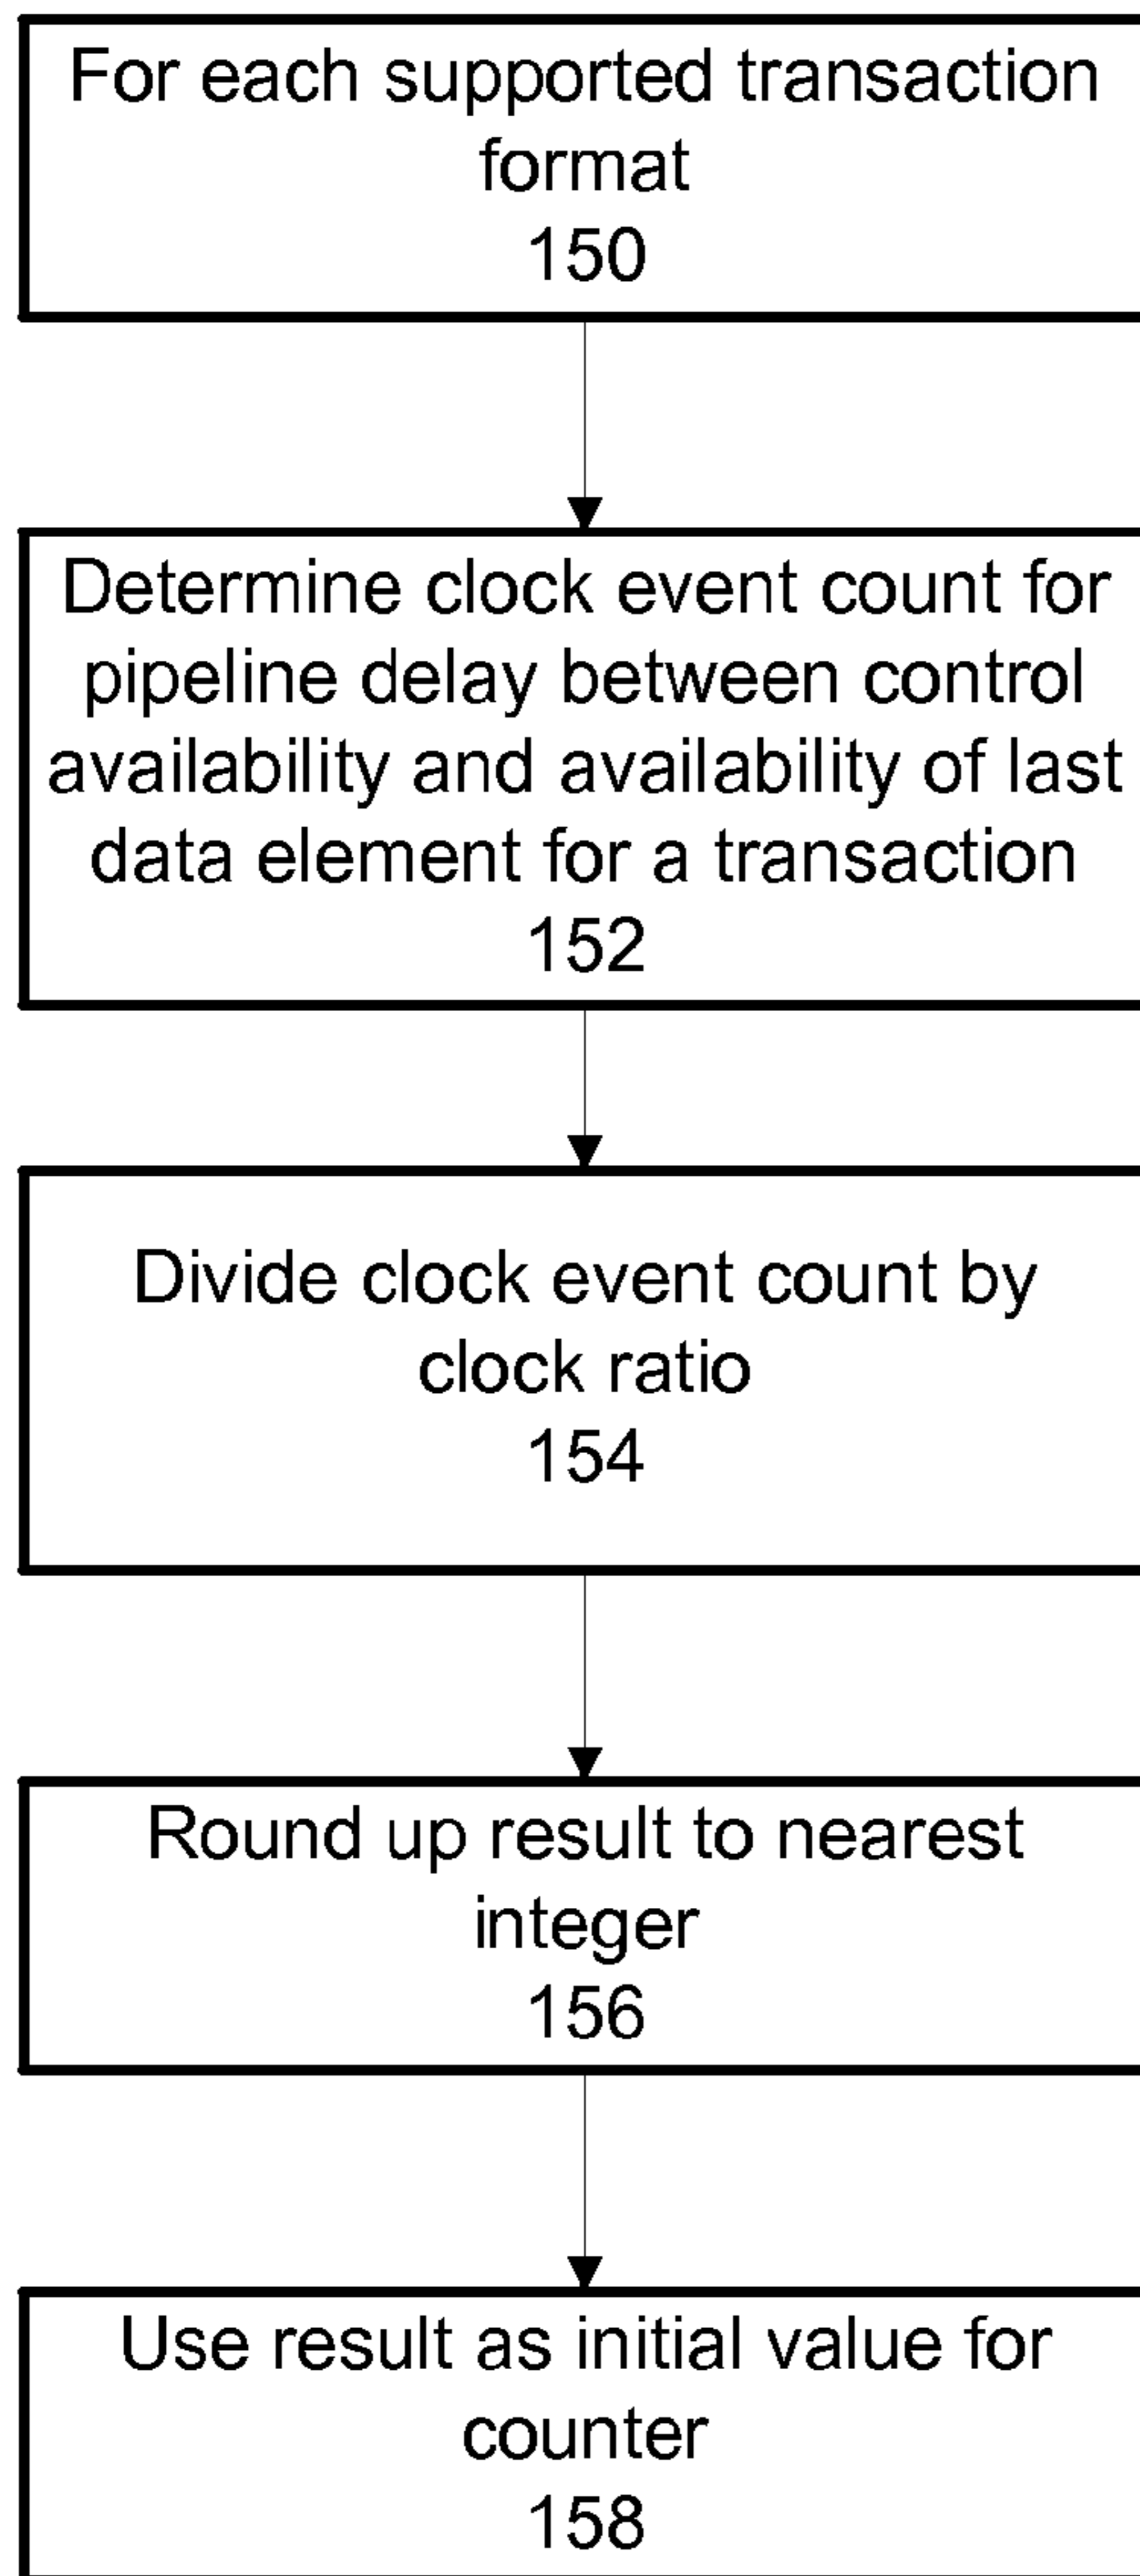 For each supported transaction
format
150
Determine clock event count for
pipeline delay between control
availability and availability of last
data element for a transaction
152
Divide clock event count by
clock ratio
154
Round up result to nearest
integer
156
Use result as initial value for
counter
158